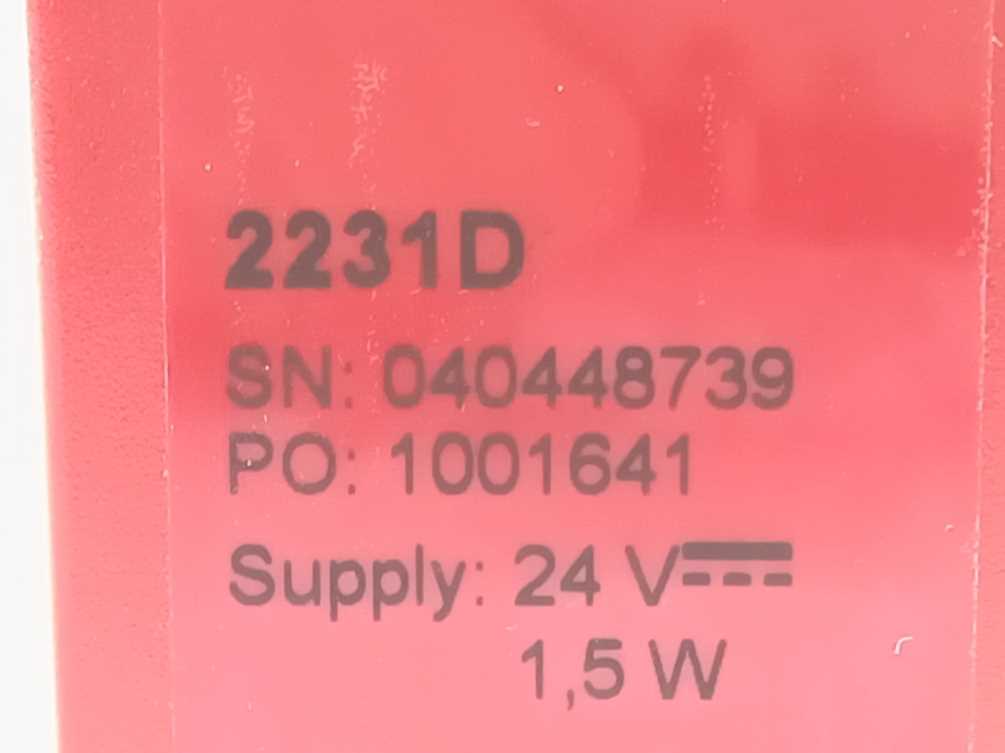 2231D
SN: 040448739
PO: 1001641
Supply: 24 V⎓
1,5 W